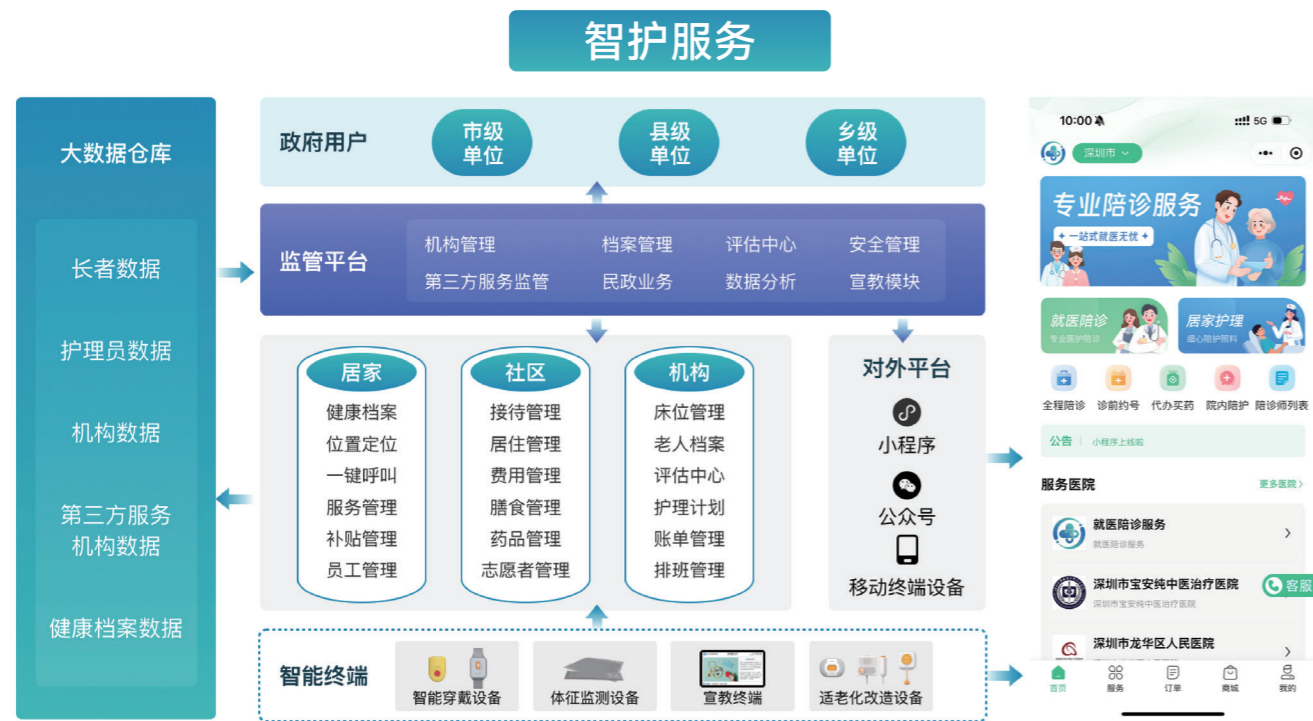 智护服务
大数据仓库
长者数据
护理员数据
机构数据
第三方服务
机构数据
健康档案数据
政府用户
市级
单位
县级
单位
乡级
单位
监管平台
机构管理 档案管理 评估中心 安全管理
第三方服务监管 民政业务 数据分析 宣教模块
居家
健康档案
位置定位
一键呼叫
服务管理
补贴管理
员工管理
社区
接待管理
居住管理
费用管理
膳食管理
药品管理
志愿者管理
机构
床位管理
老人档案
评估中心
护理计划
账单管理
排班管理
对外平台
小程序
公众号
移动终端设备
智能终端
智能穿戴设备
体征监测设备
宣教终端
适老化改造设备
10:00
5G
深圳市
专业陪诊服务
一站式就医无忧
就医陪诊
专业医护陪诊
居家护理
细心陪护照料
全程陪诊 诊前约号 代办买药 院内陪护 陪诊师列表
公告 小程序上线啦
服务医院 更多医院
就医陪诊服务
就医陪诊服务
深圳市宝安纯中医治疗医院
深圳市宝安纯中医治疗医院
客服
深圳市龙华区人民医院
首页 服务 订单 商城 我的